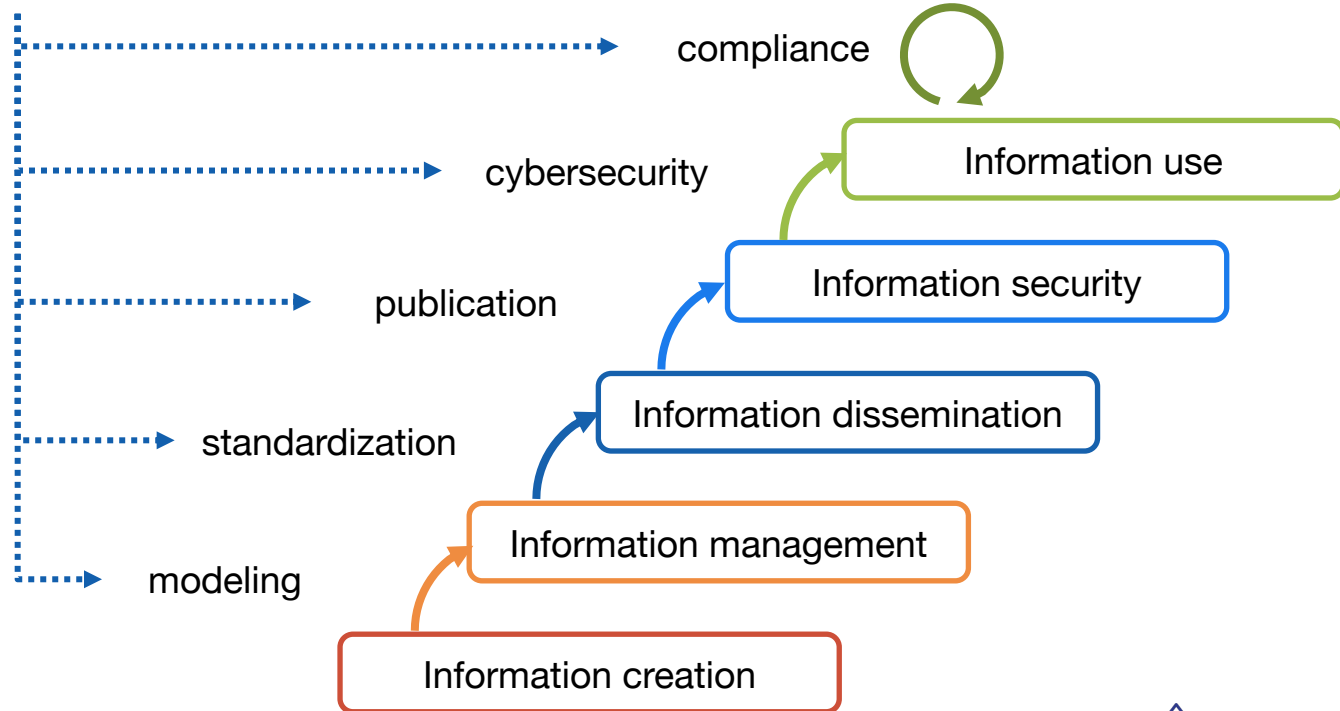 compliance
Information use
cybersecurity
Information security
publication
Information dissemination
standardization
Information management
modeling
Information creation